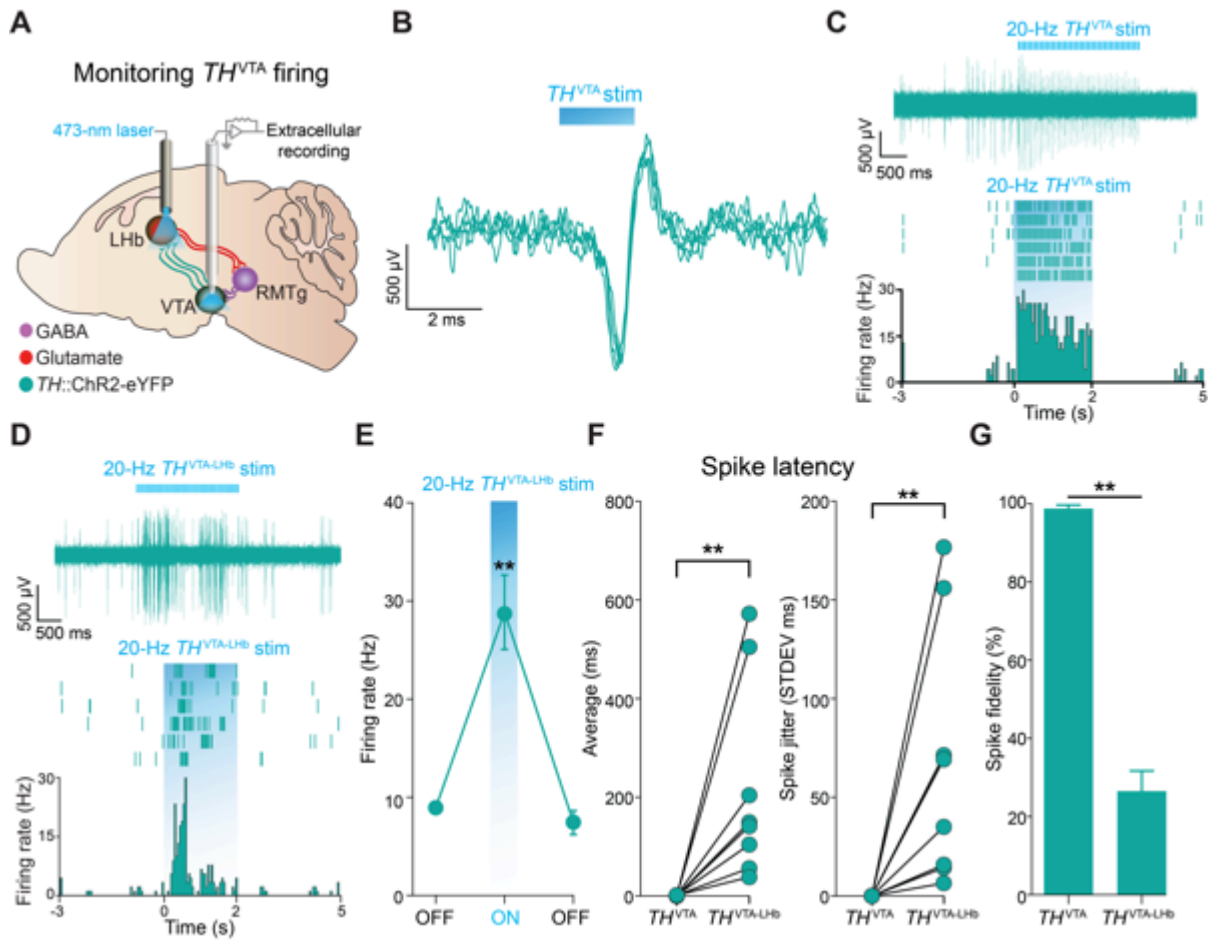 A
Monitoring TH^VTA firing
473-nm laser
Extracellular
recording
LHb
VTA
RMTg
GABA
Glutamate
TH::ChR2-eYFP
B
TH^VTA stim
500 µV
2 ms
C
20-Hz TH^VTA stim
500 µV
500 ms
20-Hz TH^VTA stim
Firing rate (Hz)
30
15
0
-3
0
2
5
Time (s)
D
20-Hz TH^VTA-LHb stim
500 µV
500 ms
20-Hz TH^VTA-LHb stim
Firing rate (Hz)
30
15
0
-3
0
2
5
Time (s)
E
20-Hz TH^VTA-LHb stim
Firing rate (Hz)
40
30
20
10
0
**
OFF
ON
OFF
F
Spike latency
Average (ms)
800
600
400
200
0
**
TH^VTA
TH^VTA-LHb
Spike jitter (STDEV ms)
200
150
100
50
0
**
TH^VTA
TH^VTA-LHb
G
Spike fidelity (%)
100
80
60
40
20
0
**
TH^VTA
TH^VTA-LHb